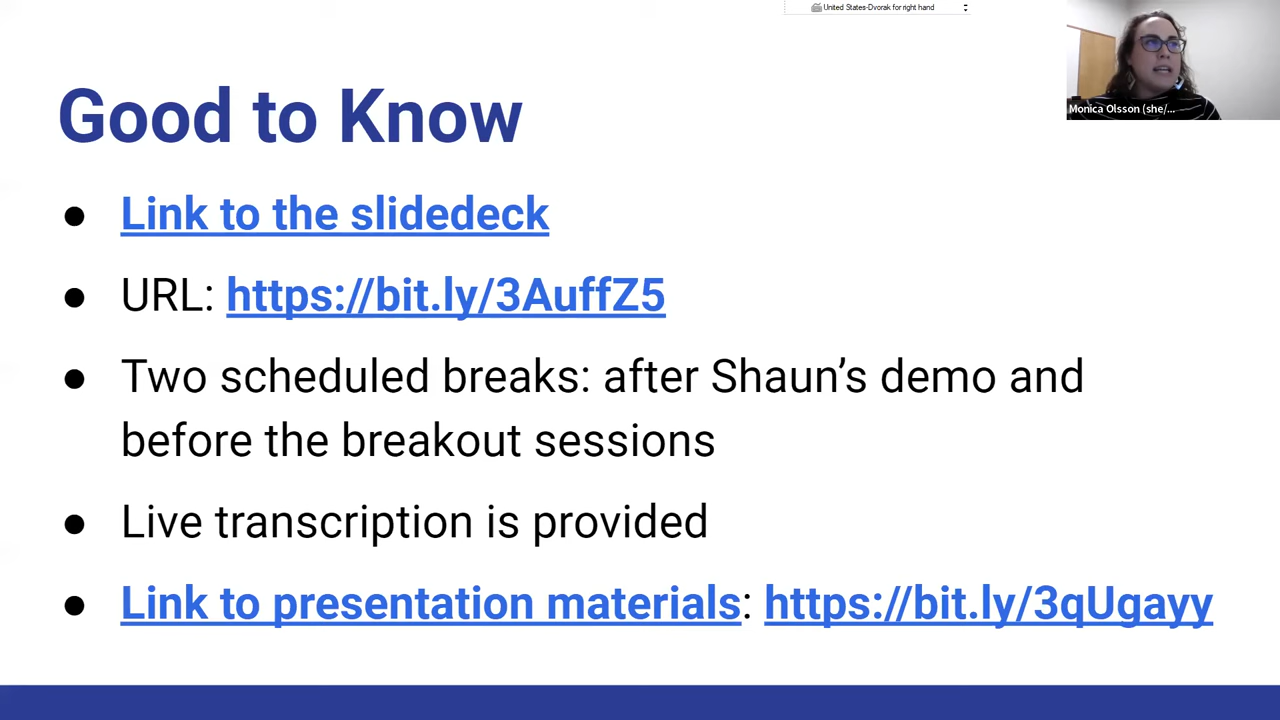 United States-Dvorak for right hand
Monica Olsson (she/...
Good to Know
● Link to the slidedeck
● URL: https://bit.ly/3AuffZ5
● Two scheduled breaks: after Shaun’s demo and
before the breakout sessions
● Live transcription is provided
● Link to presentation materials: https://bit.ly/3qUgayy